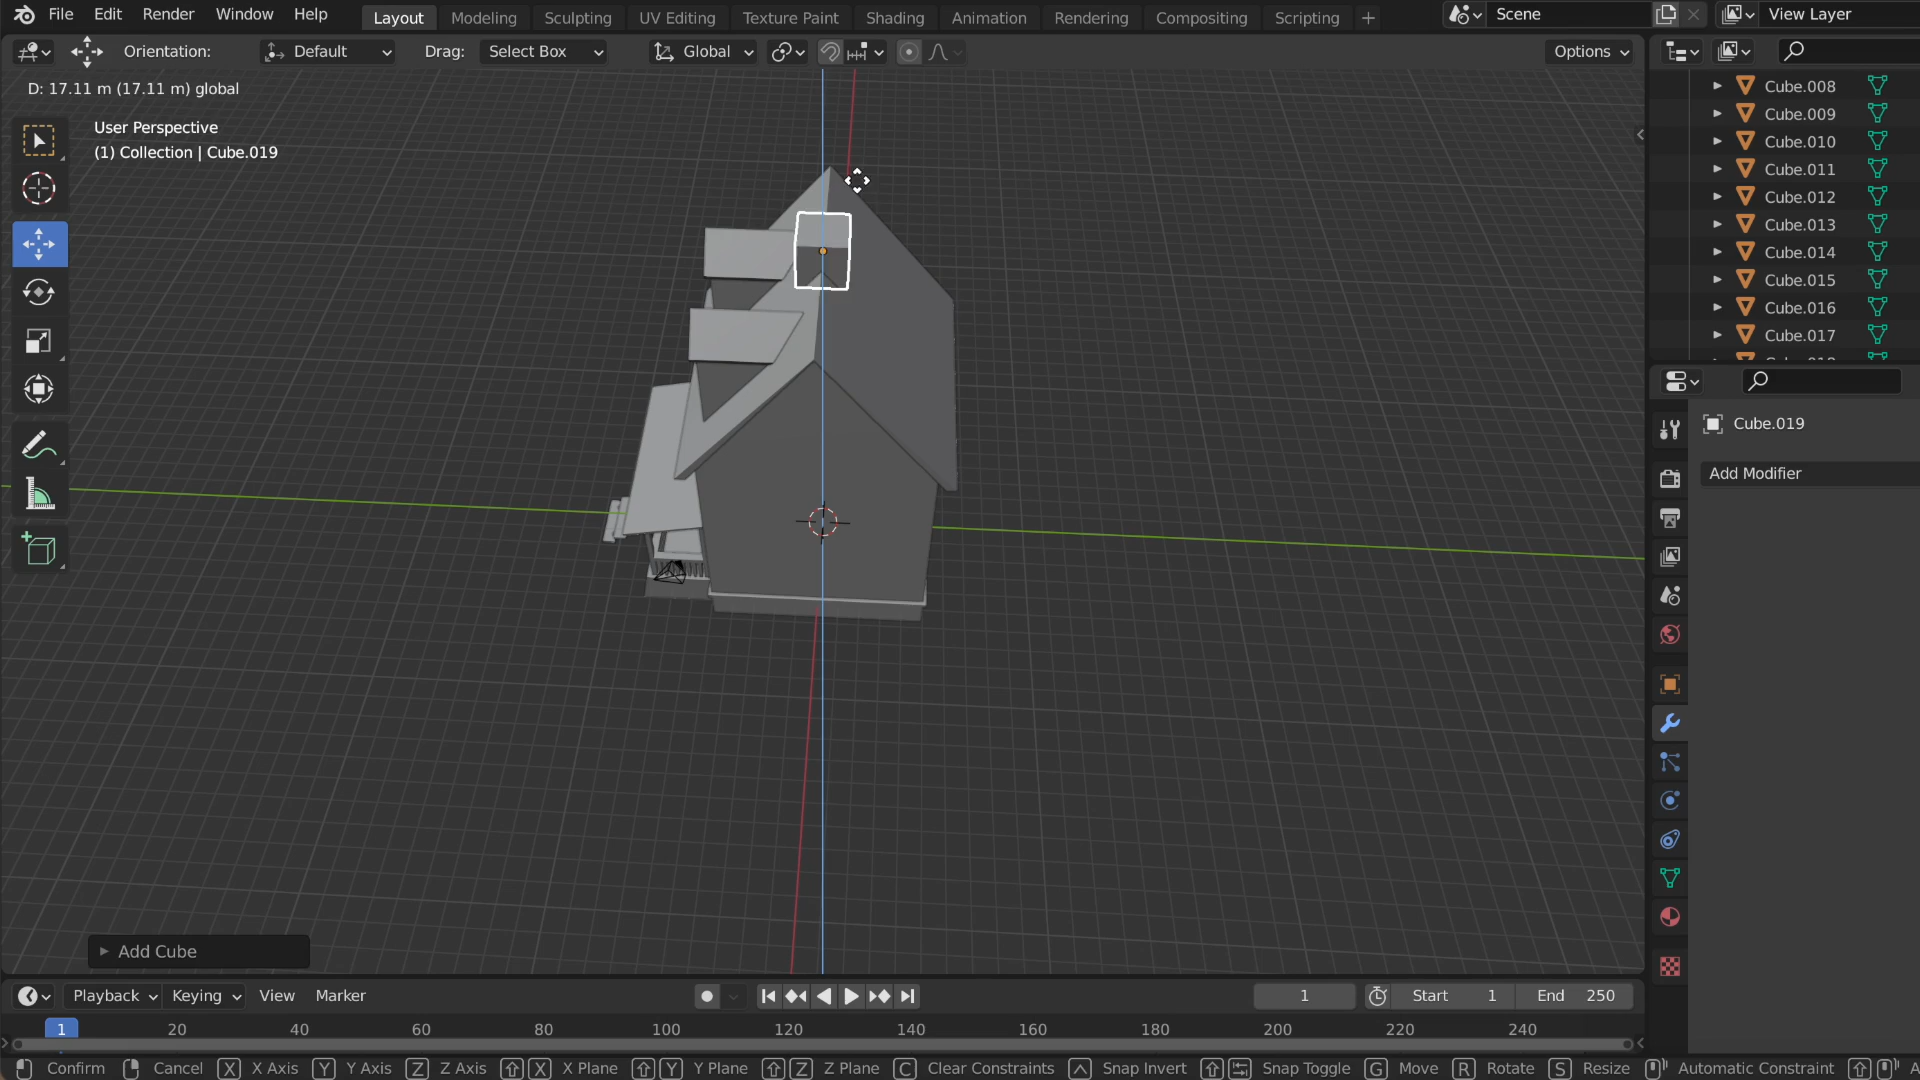 File Edit Render Window Help
Layout Modeling Sculpting UV Editing Texture Paint Shading Animation Rendering Compositing Scripting +
Scene
View Layer
Orientation: Default Drag: Select Box Global Options
D: 17.11 m (17.11 m) global
User Perspective
(1) Collection | Cube.019
Cube.008
Cube.009
Cube.010
Cube.011
Cube.012
Cube.013
Cube.014
Cube.015
Cube.016
Cube.017
Cube.019
Add Modifier
Add Cube
Playback Keying View Marker 1 Start 1 End 250
1 20 40 60 80 100 120 140 160 180 200 220 240
Confirm Cancel X X Axis Y Y Axis Z Z Axis X X Plane Y Y Plane Z Z Plane C Clear Constraints Snap Invert Snap Toggle G Move R Rotate S Resize Automatic Constraint